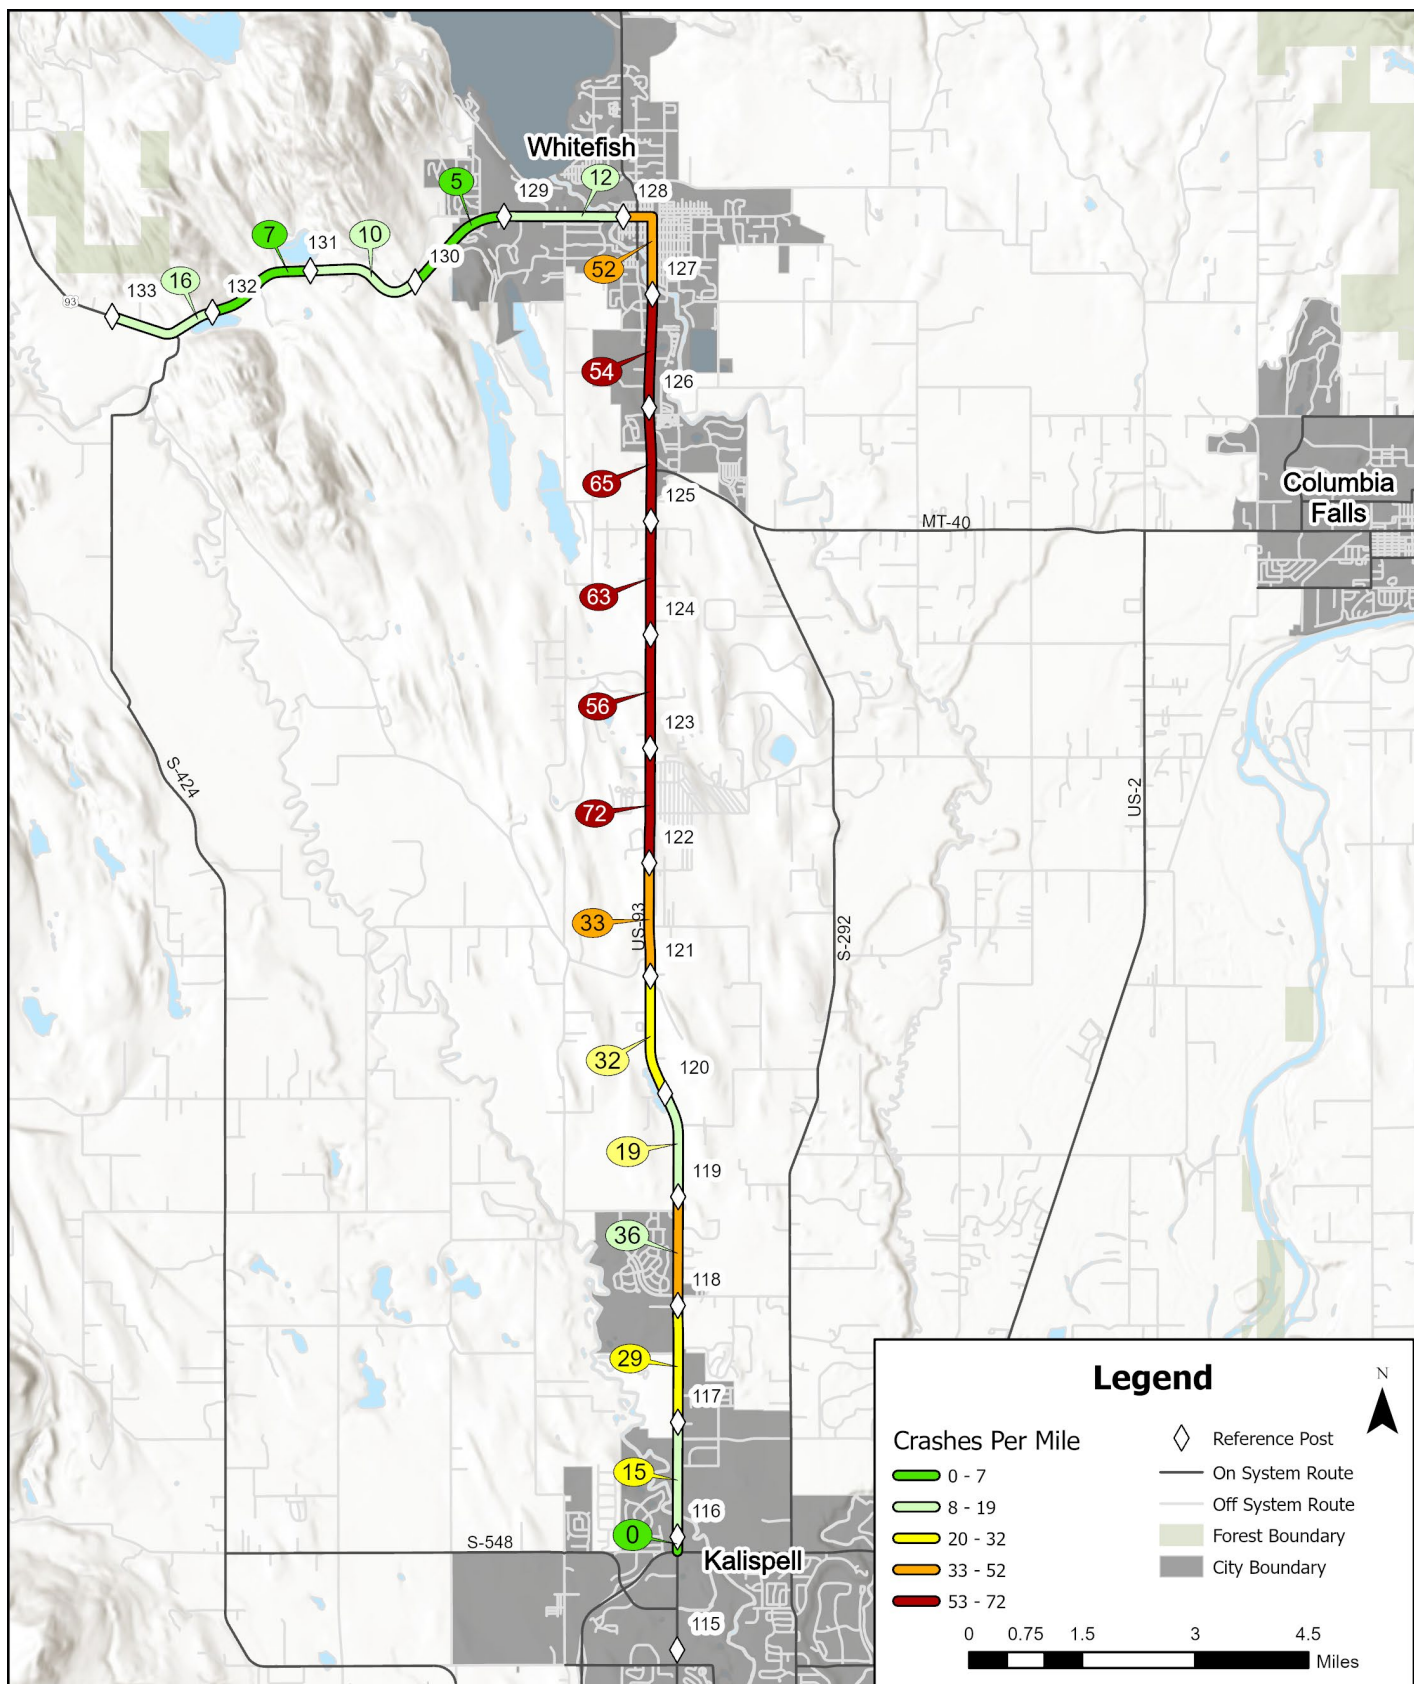 Whitefish
5
129
12
128
7
131
10
130
52
127
133
16
132
93
54
126
65
125
Columbia
Falls
MT-40
63
124
56
123
S-424
72
122
US-2
33
US-93
121
S-292
32
120
19
119
36
118
29
117
15
116
0
S-548
Kalispell
115
Legend
N
Crashes Per Mile
0 - 7
8 - 19
20 - 32
33 - 52
53 - 72
Reference Post
On System Route
Off System Route
Forest Boundary
City Boundary
0 0.75 1.5 3 4.5
Miles